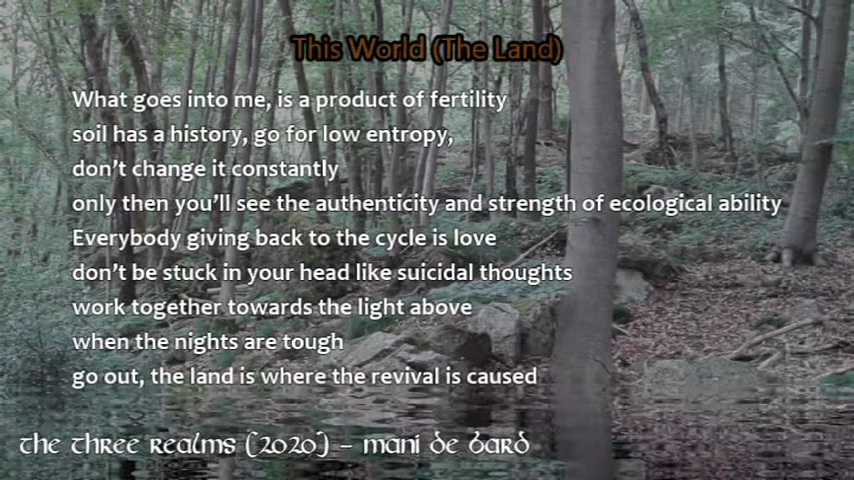 This World (The Land)
What goes into me, is a product of fertility
soil has a history, go for low entropy,
don't change it constantly
only then you'll see the authenticity and strength of ecological ability
Everybody giving back to the cycle is love
don't be stuck in your head like suicidal thoughts
work together towards the light above
when the nights are tough
go out, the land is where the revival is caused
The Three Realms (2020) - Mani de Bard